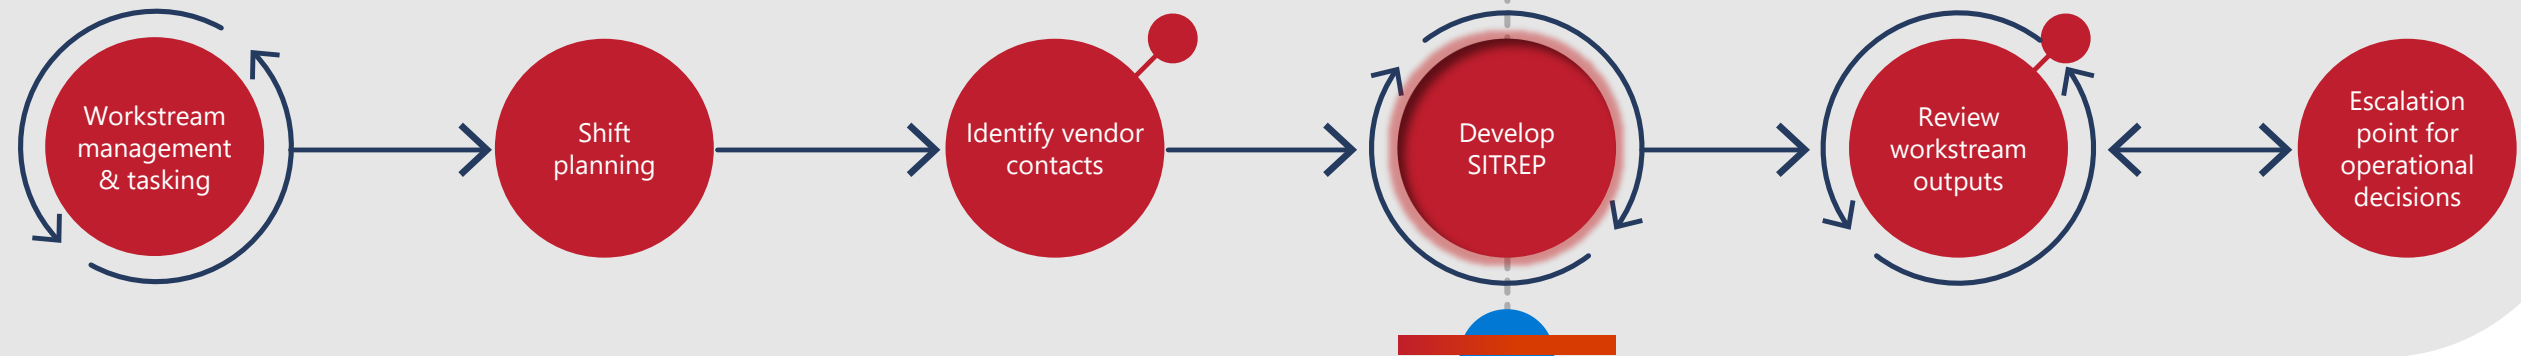 Workstream
management
& tasking
Shift
planning
Identify vendor
contacts
Develop
SITREP
Review
workstream
outputs
Escalation
point for
operational
decisions